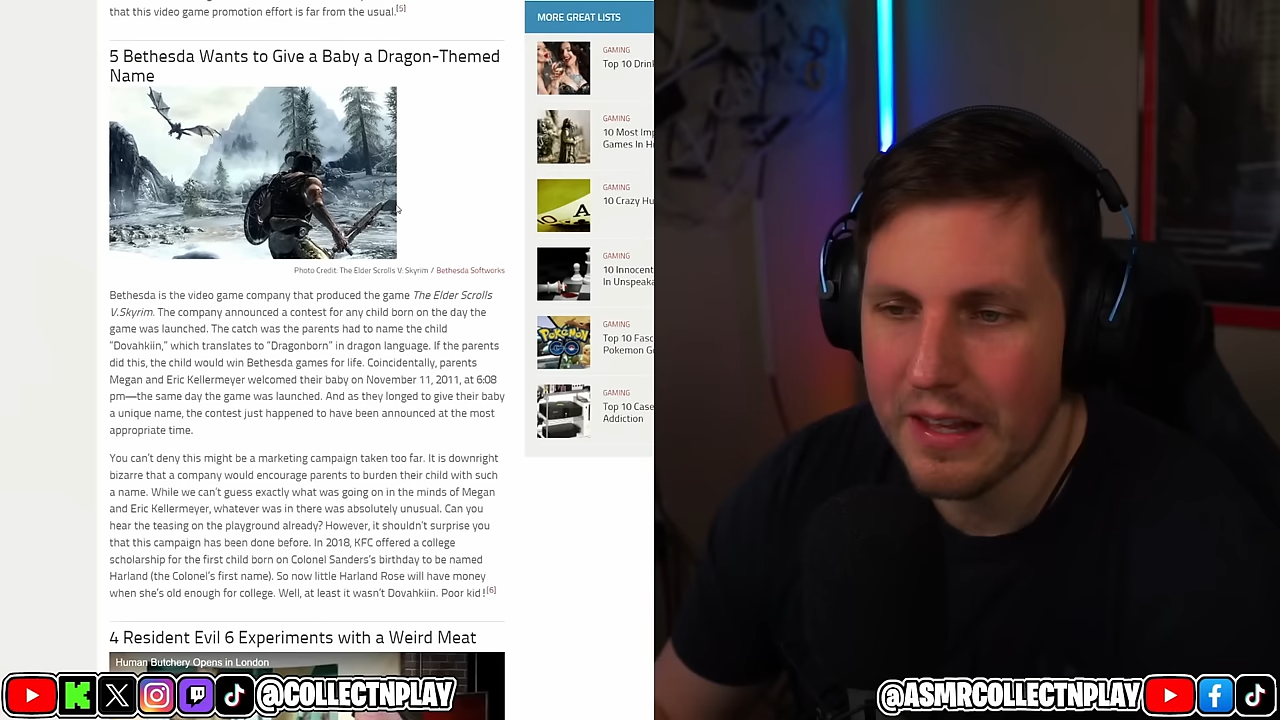 that this video game promotion effort is far from the usual.[5]
5 Bethesda Wants to Give a Baby a Dragon-Themed
Name
Photo Credit: The Elder Scrolls V: Skyrim / Bethesda Softworks
Bethesda is the video game company that produced the game The Elder Scrolls
V.Skyrim. The company announced a contest for any child born on the day the
game was launched. The catch was the parents had to name the child
"Dovahkiin," which translates to "Dragonborn" in dragon language. If the parents
did this, the child would win Bethesda games for life. Coincidentally, parents
Megan and Eric Kellermeyer welcomed their baby on November 11, 2011, at 6:08
pm—the same day the game was launched. And as they longed to give their baby
a unique name, the contest just happened to have been announced at the most
appropriate time.
You can't deny this might be a marketing campaign taken too far. It is downright
bizarre that a company would encourage parents to burden their child with such
a name. While we can't guess exactly what was going on in the minds of Megan
and Eric Kellermeyer, whatever was in there was absolutely unusual. Can you
hear the teasing on the playground already? However, it shouldn't surprise you
that this campaign has been done before. In 2018, KFC offered a college
scholarship for the first child born on Colonel Sanders's birthday to be named
Harland (the Colonel's first name). So now little Harland Rose will have money
when she's old enough for college. Well, at least it wasn't Dovahkiin. Poor kid![6]
4 Resident Evil 6 Experiments with a Weird Meat
Human Butchery Opens in London
MORE GREAT LISTS
GAMING
Top 10 Drin
GAMING
10 Most Imp
Games In H
GAMING
10 Crazy Hu
GAMING
10 Innocent
In Unspeaka
GAMING
Top 10 Fasc
Pokemon G
GAMING
Top 10 Case
Addiction
POKÉMON
GO
@COLLECTNPLAY
@ASMRCOLLECTNPLAY